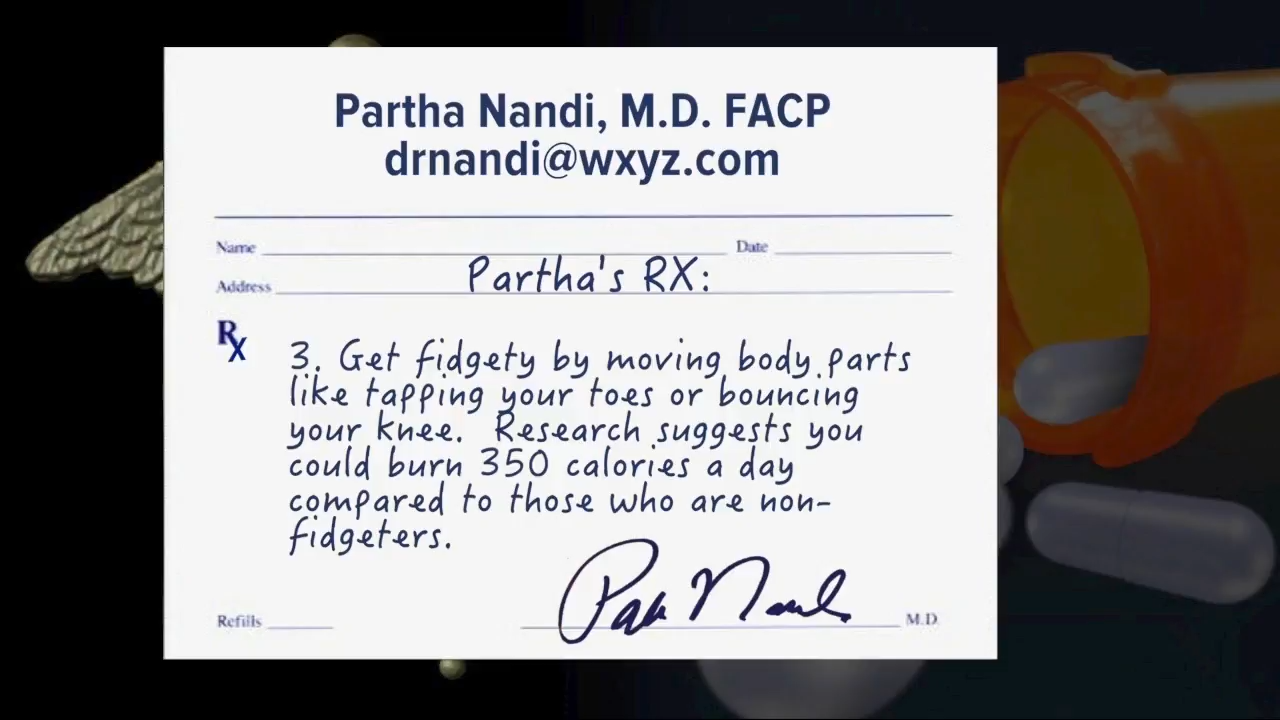 Partha Nandi, M.D. FACP
drnandi@wxyz.com
Name Date
Partha's RX:
Address
Rx
3. Get fidgety by moving body parts
like tapping your toes or bouncing
your knee. Research suggests you
could burn 350 calories a day
compared to those who are non-
fidgeters.
Refills M.D.